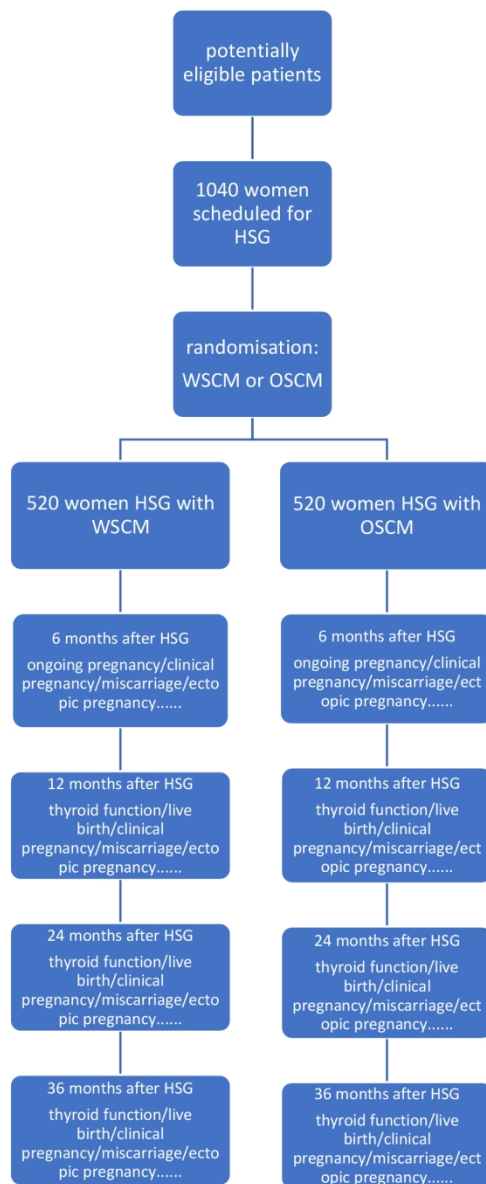 potentially
eligible patients
1040 women
scheduled for
HSG
randomisation:
WSCM or OSCM
520 women HSG with
WSCM
520 women HSG with
OSCM
6 months after HSG
ongoing pregnancy/clinical
pregnancy/miscarriage/ecto
pic pregnancy......
6 months after HSG
ongoing pregnancy/clinical
pregnancy/miscarriage/ect
opic pregnancy......
12 months after HSG
thyroid function/live
birth/clinical
pregnancy/miscarriage/ecto
pic pregnancy......
12 months after HSG
thyroid function/live
birth/clinical
pregnancy/miscarriage/ect
opic pregnancy......
24 months after HSG
thyroid function/live
birth/clinical
pregnancy/miscarriage/ecto
pic pregnancy......
24 months after HSG
thyroid function/live
birth/clinical
pregnancy/miscarriage/ect
opic pregnancy......
36 months after HSG
thyroid function/live
birth/clinical
pregnancy/miscarriage/ecto
pic pregnancy......
36 months after HSG
thyroid function/live
birth/clinical
pregnancy/miscarriage/ect
opic pregnancy......